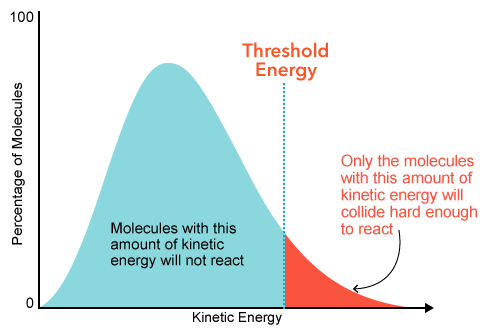 100
Threshold
Energy
Percentage of Molecules
Only the molecules
with this amount of
kinetic energy will
collide hard enough
to react
Molecules with this
amount of kinetic
energy will not react
0
Kinetic Energy